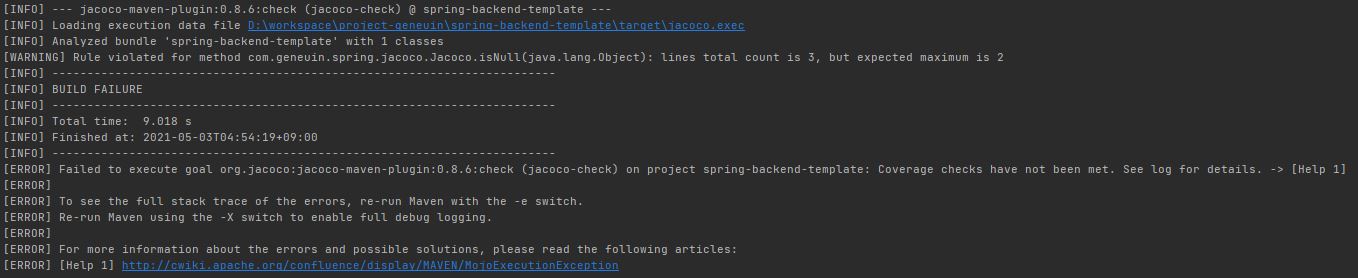 [INFO] --- jacoco-maven-plugin:0.8.6:check (jacoco-check) @ spring-backend-template ---
[INFO] Loading execution data file D:\workspace\project-geneuin\spring-backend-template\target\jacoco.exec
[INFO] Analyzed bundle 'spring-backend-template' with 1 classes
[WARNING] Rule violated for method com.geneuin.spring.jacoco.Jacoco.isNull(java.lang.Object): lines total count is 3, but expected maximum is 2
[INFO] ------------------------------------------------------------------------
[INFO] BUILD FAILURE
[INFO] ------------------------------------------------------------------------
[INFO] Total time:  9.018 s
[INFO] Finished at: 2021-05-03T04:54:19+09:00
[INFO] ------------------------------------------------------------------------
[ERROR] Failed to execute goal org.jacoco:jacoco-maven-plugin:0.8.6:check (jacoco-check) on project spring-backend-template: Coverage checks have not been met. See log for details. -> [Help 1]
[ERROR]
[ERROR] To see the full stack trace of the errors, re-run Maven with the -e switch.
[ERROR] Re-run Maven using the -X switch to enable full debug logging.
[ERROR]
[ERROR] For more information about the errors and possible solutions, please read the following articles:
[ERROR] [Help 1] http://cwiki.apache.org/confluence/display/MAVEN/MojoExecutionException